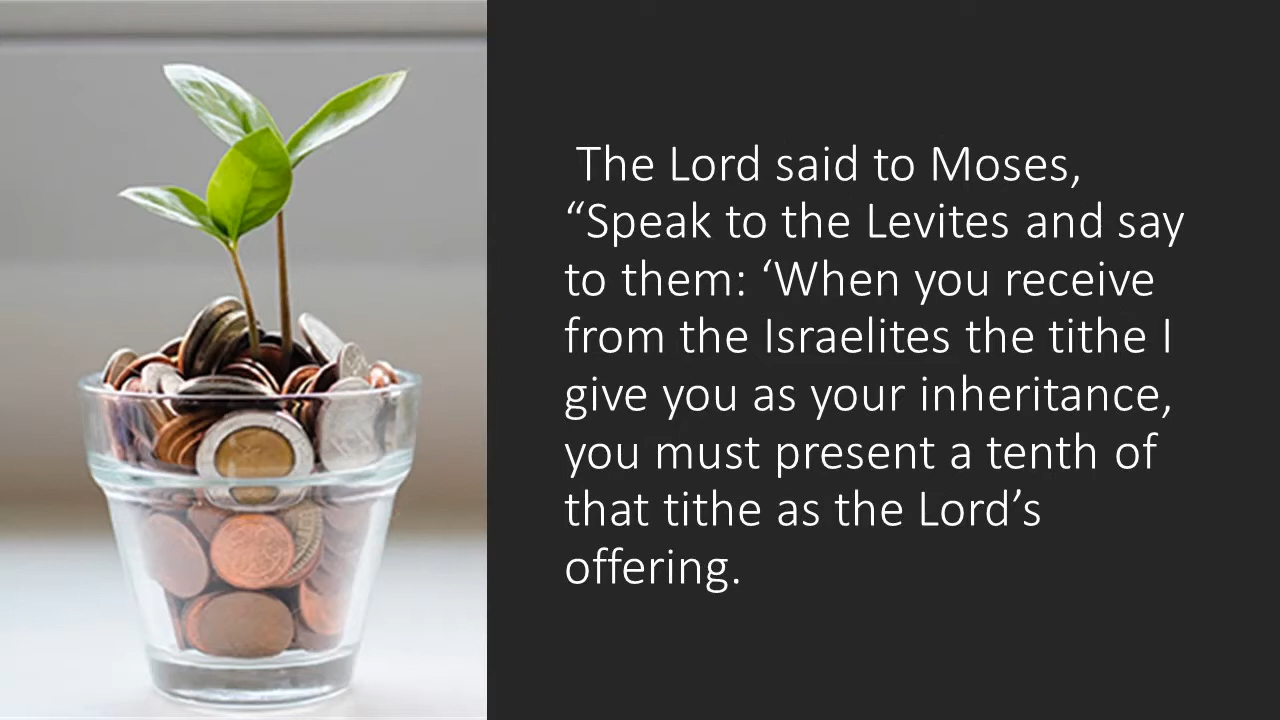 The Lord said to Moses,
“Speak to the Levites and say
to them: ‘When you receive
from the Israelites the tithe I
give you as your inheritance,
you must present a tenth of
that tithe as the Lord’s
offering.